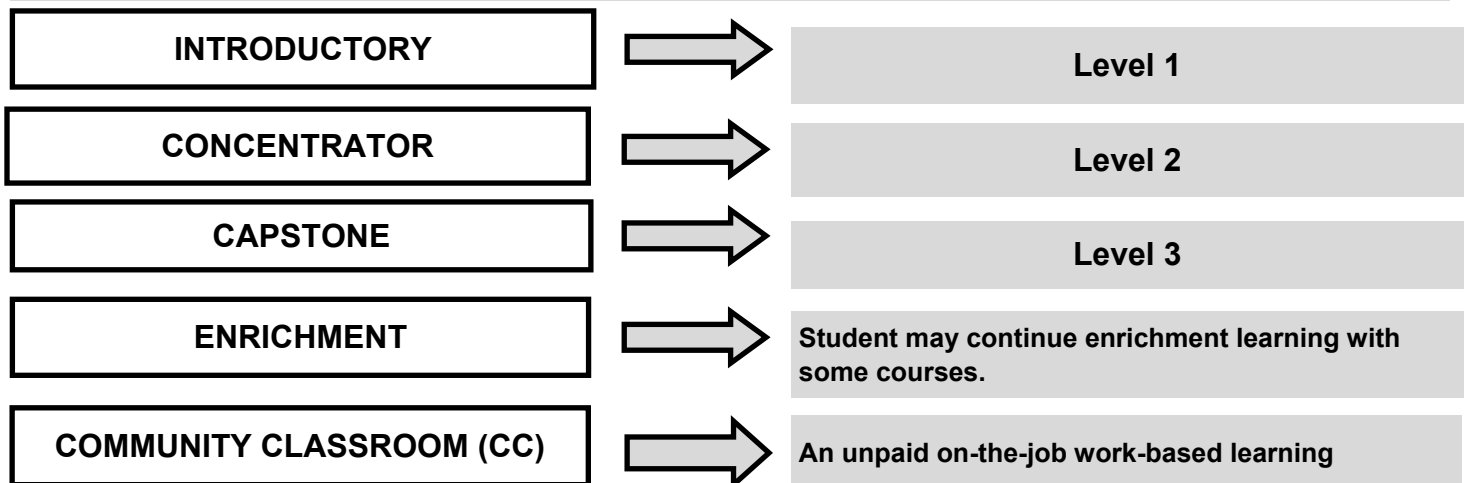 INTRODUCTORY
Level 1
CONCENTRATOR
Level 2
CAPSTONE
Level 3
ENRICHMENT
Student may continue enrichment learning with
some courses.
COMMUNITY CLASSROOM (CC)
An unpaid on-the-job work-based learning